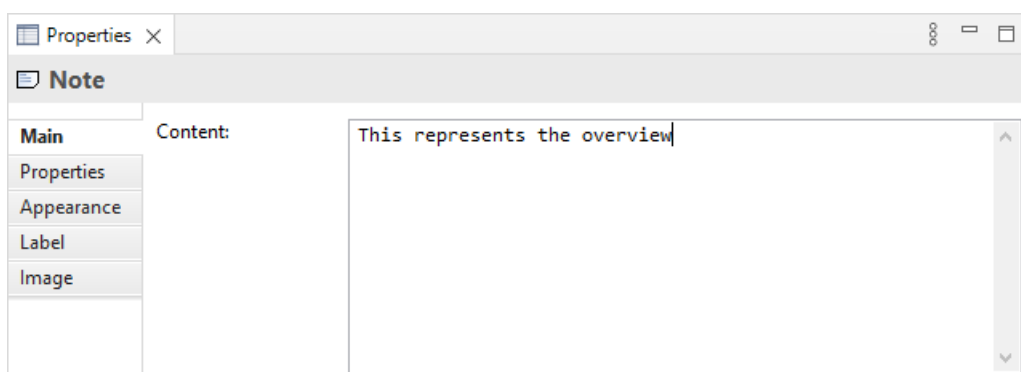 Properties
Note
Main
Content:
This represents the overview
Properties
Appearance
Label
Image